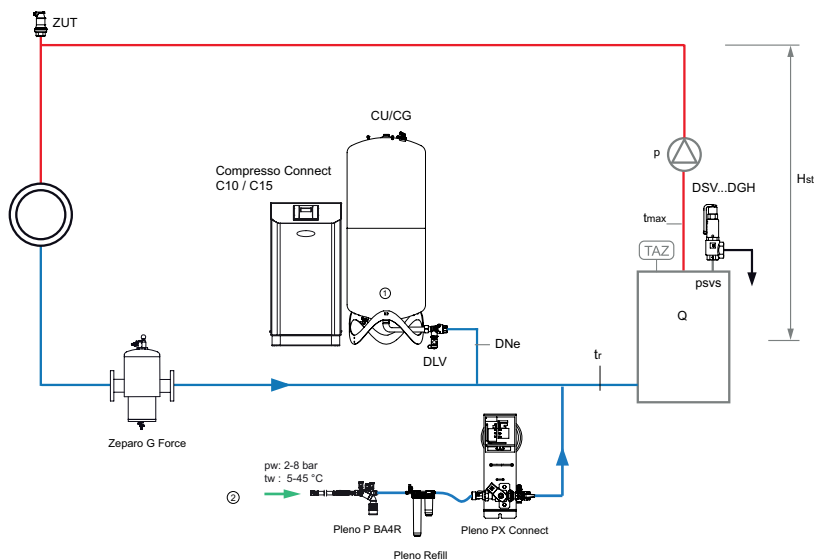 ZUT
CU/CG
Compresso Connect
C10 / C15
p
Hst
DSV...DGH
tmax
TAZ
psvs
Q
①
DNe
DLV
tr
Zeparo G Force
pw: 2-8 bar
tw : 5-45 °C
②
Pleno P BA4R
Pleno PX Connect
Pleno Refill